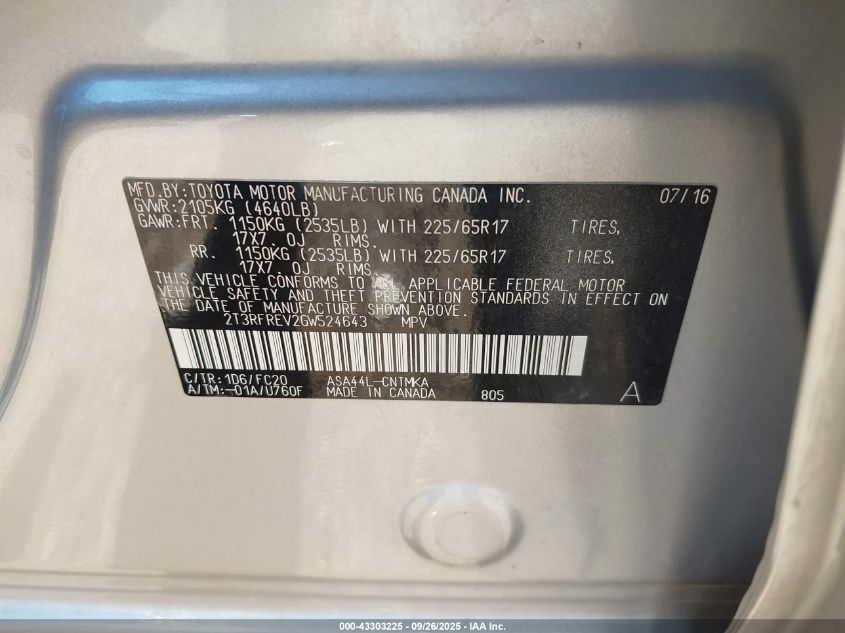 MFD.BY:TOYOTA MOTOR MANUFACTURING CANADA INC. 07/16
GVWR:2105KG (4640LB)
GAWR:FRT. 1150KG (2535LB) WITH 225/65R17 TIRES,
17X7. 0J RIMS.
RR. 1150KG (2535LB) WITH 225/65R17 TIRES,
17X7. 0J RIMS.
THIS VEHICLE CONFORMS TO ALL APPLICABLE FEDERAL MOTOR
VEHICLE SAFETY AND THEFT PREVENTION STANDARDS IN EFFECT ON
THE DATE OF MANUFACTURE SHOWN ABOVE.
2T3RFREV2GW524643 MPV
C/TR:1D6/FC20 ASA44L-CNTMKA
A/TM:-01A/U760F MADE IN CANADA 805 A
000-43303225 - 09/26/2025 - IAA Inc.